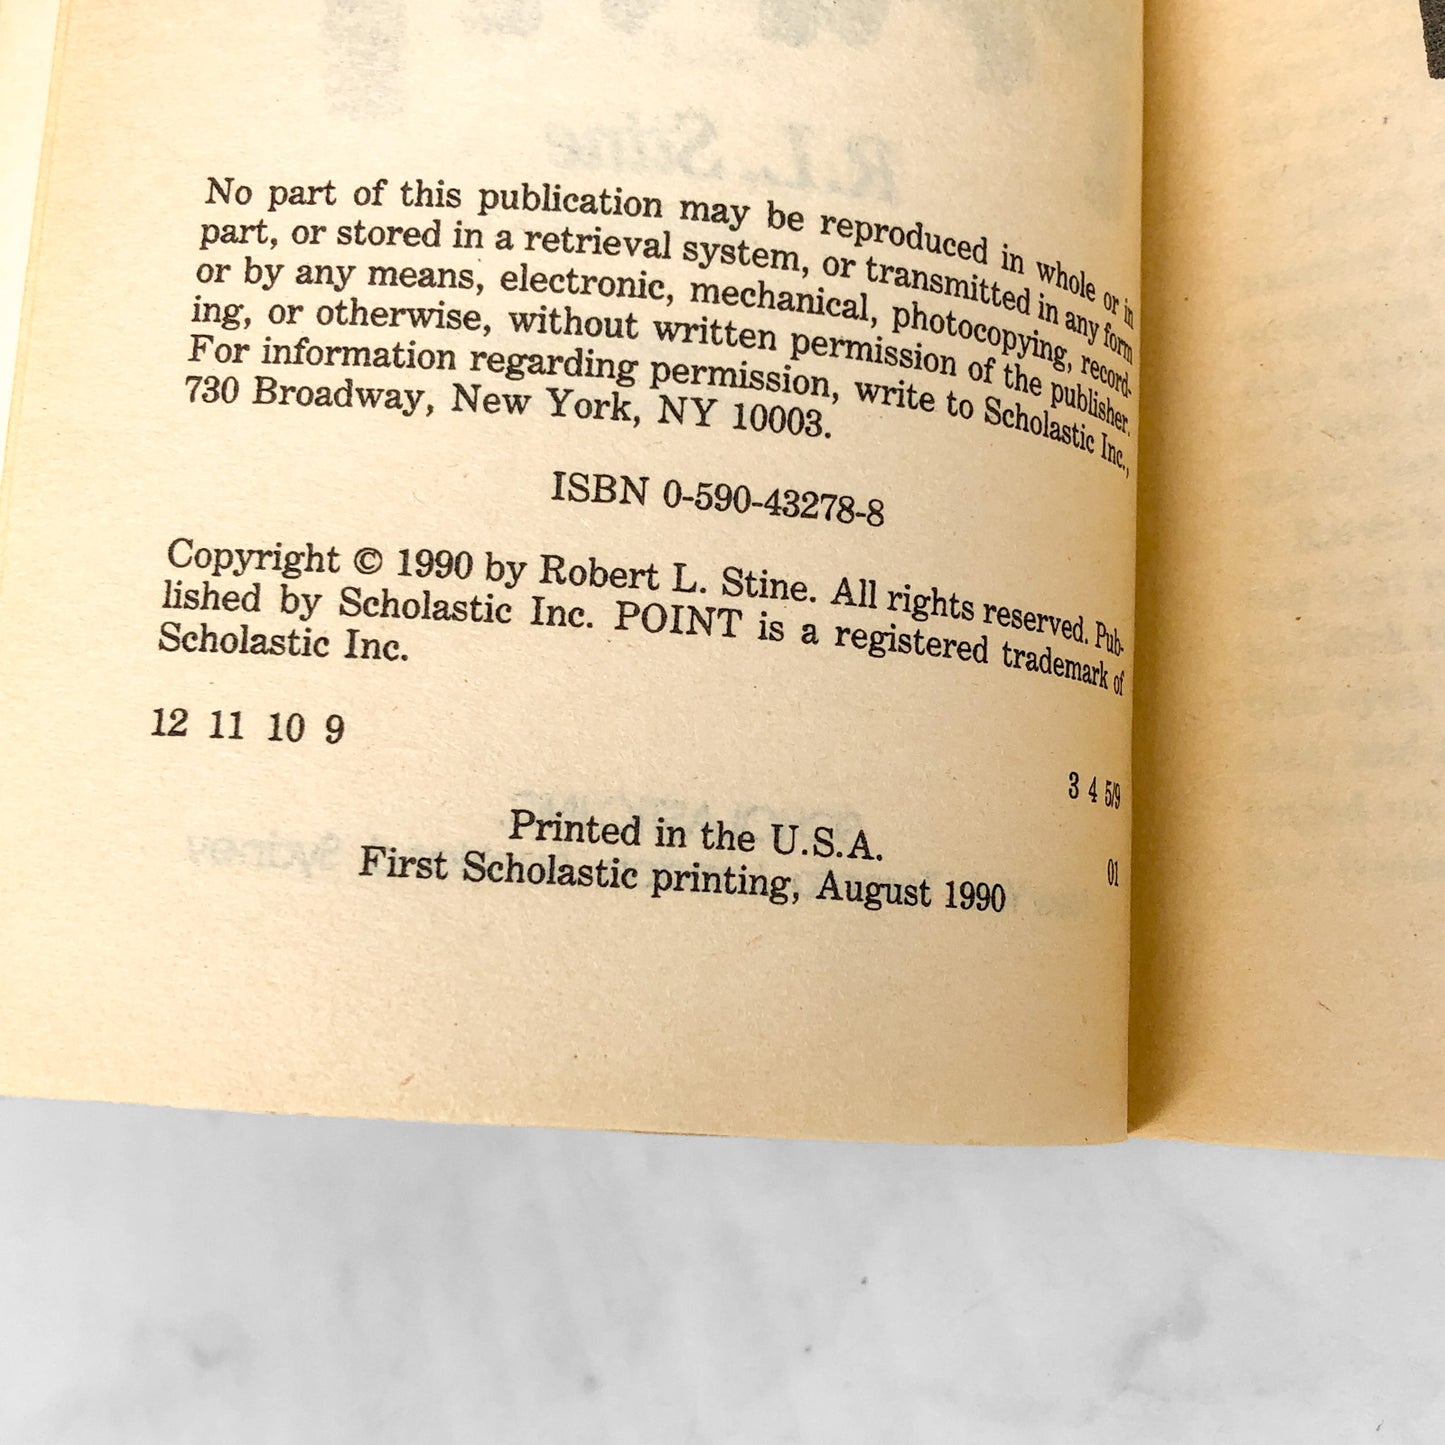 R.L. Stine
No part of this publication may be reproduced in whole or in
part, or stored in a retrieval system, or transmitted in any form
or by any means, electronic, mechanical, photocopying, record-
ing, or otherwise, without written permission of the publisher.
For information regarding permission, write to Scholastic Inc.,
730 Broadway, New York, NY 10003.
ISBN 0-590-43278-8
Copyright © 1990 by Robert L. Stine. All rights reserved. Pub-
lished by Scholastic Inc. POINT is a registered trademark of
Scholastic Inc.
12 11 10 9 3 4 5/9
Printed in the U.S.A. 01
First Scholastic printing, August 1990